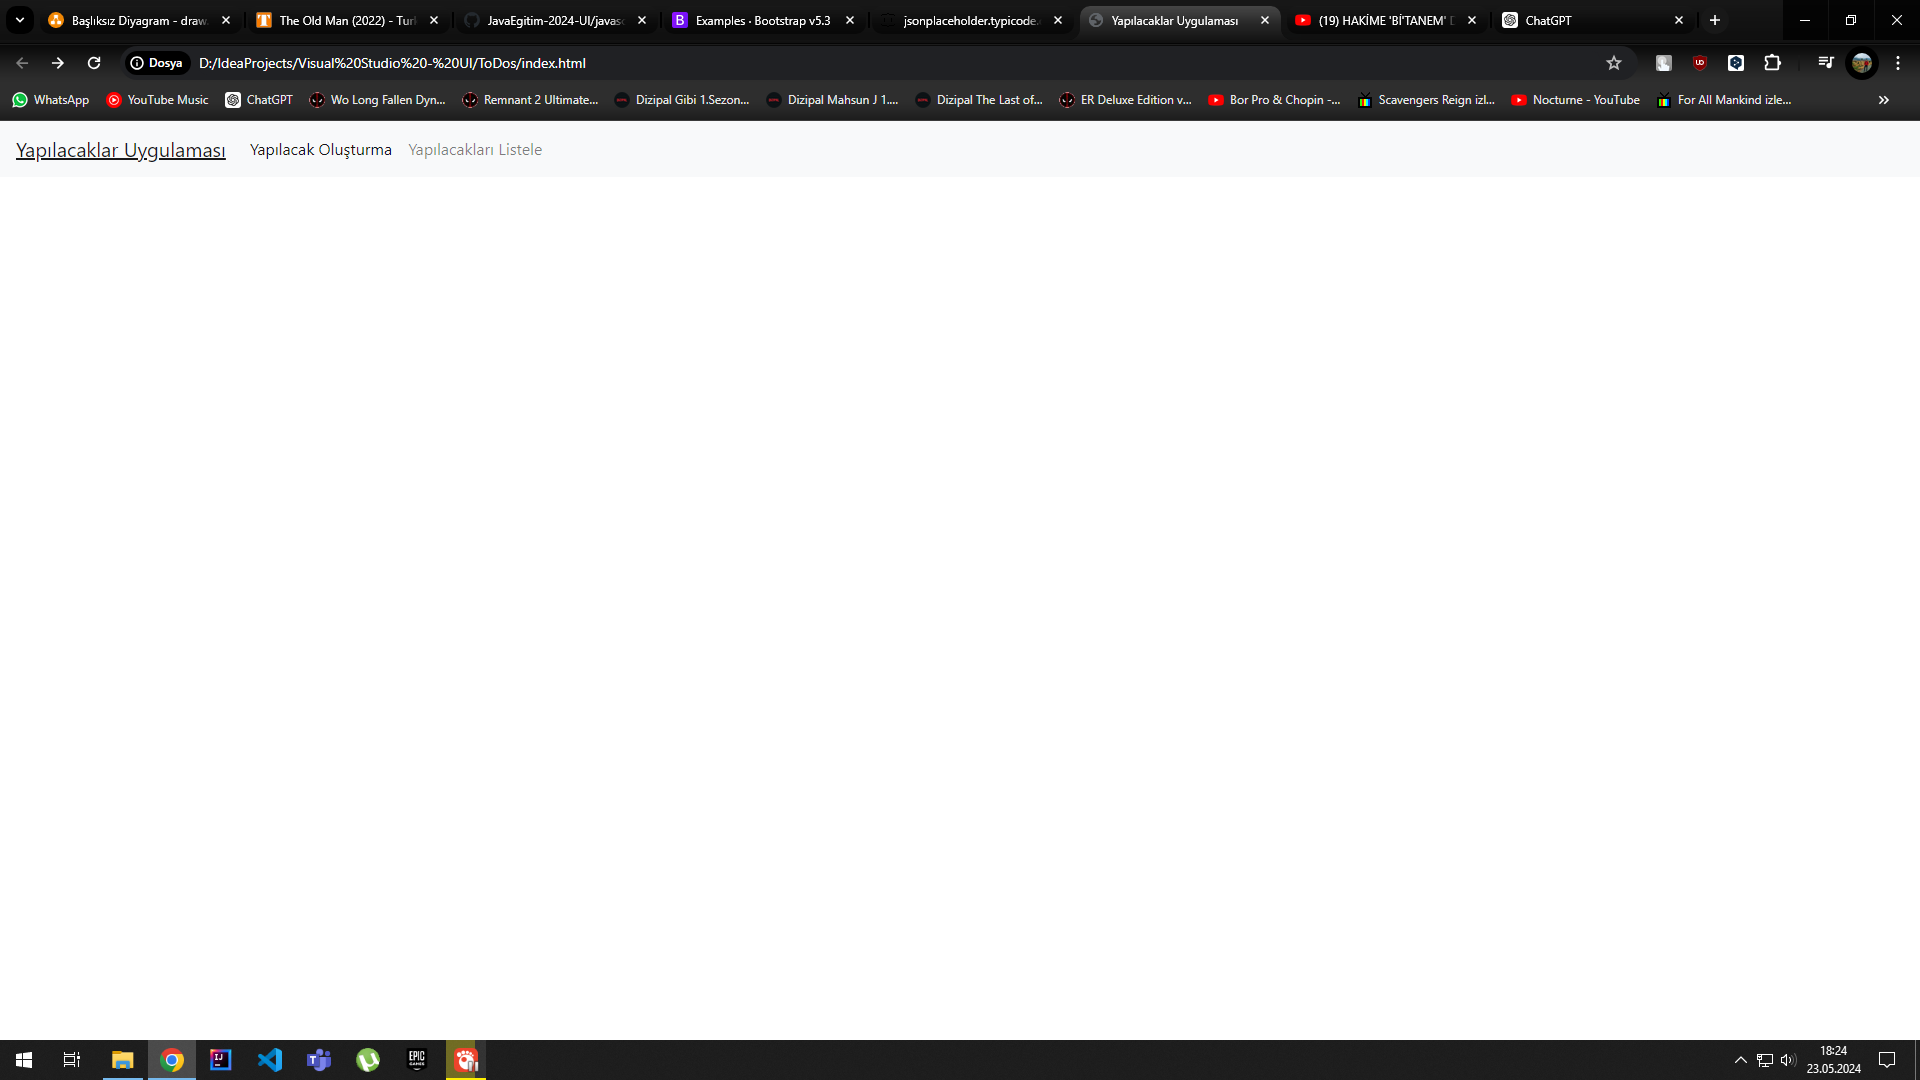 Başlıksız Diyagram - draw.
The Old Man (2022) - Turk
JavaEgitim-2024-UI/javasc
Examples · Bootstrap v5.3
jsonplaceholder.typicode.
Yapılacaklar Uygulaması
(19) HAKİME 'Bİ'TANEM' D
ChatGPT
Dosya
D:/IdeaProjects/Visual%20Studio%20-%20UI/ToDos/index.html
WhatsApp
YouTube Music
ChatGPT
Wo Long Fallen Dyn...
Remnant 2 Ultimate...
Dizipal Gibi 1.Sezon...
Dizipal Mahsun J 1....
Dizipal The Last of...
ER Deluxe Edition v...
Bor Pro & Chopin -...
Scavengers Reign izl...
Nocturne - YouTube
For All Mankind izle...
Yapılacaklar Uygulaması
Yapılacak Oluşturma
Yapılacakları Listele
EPIC GAMES
18:24
23.05.2024